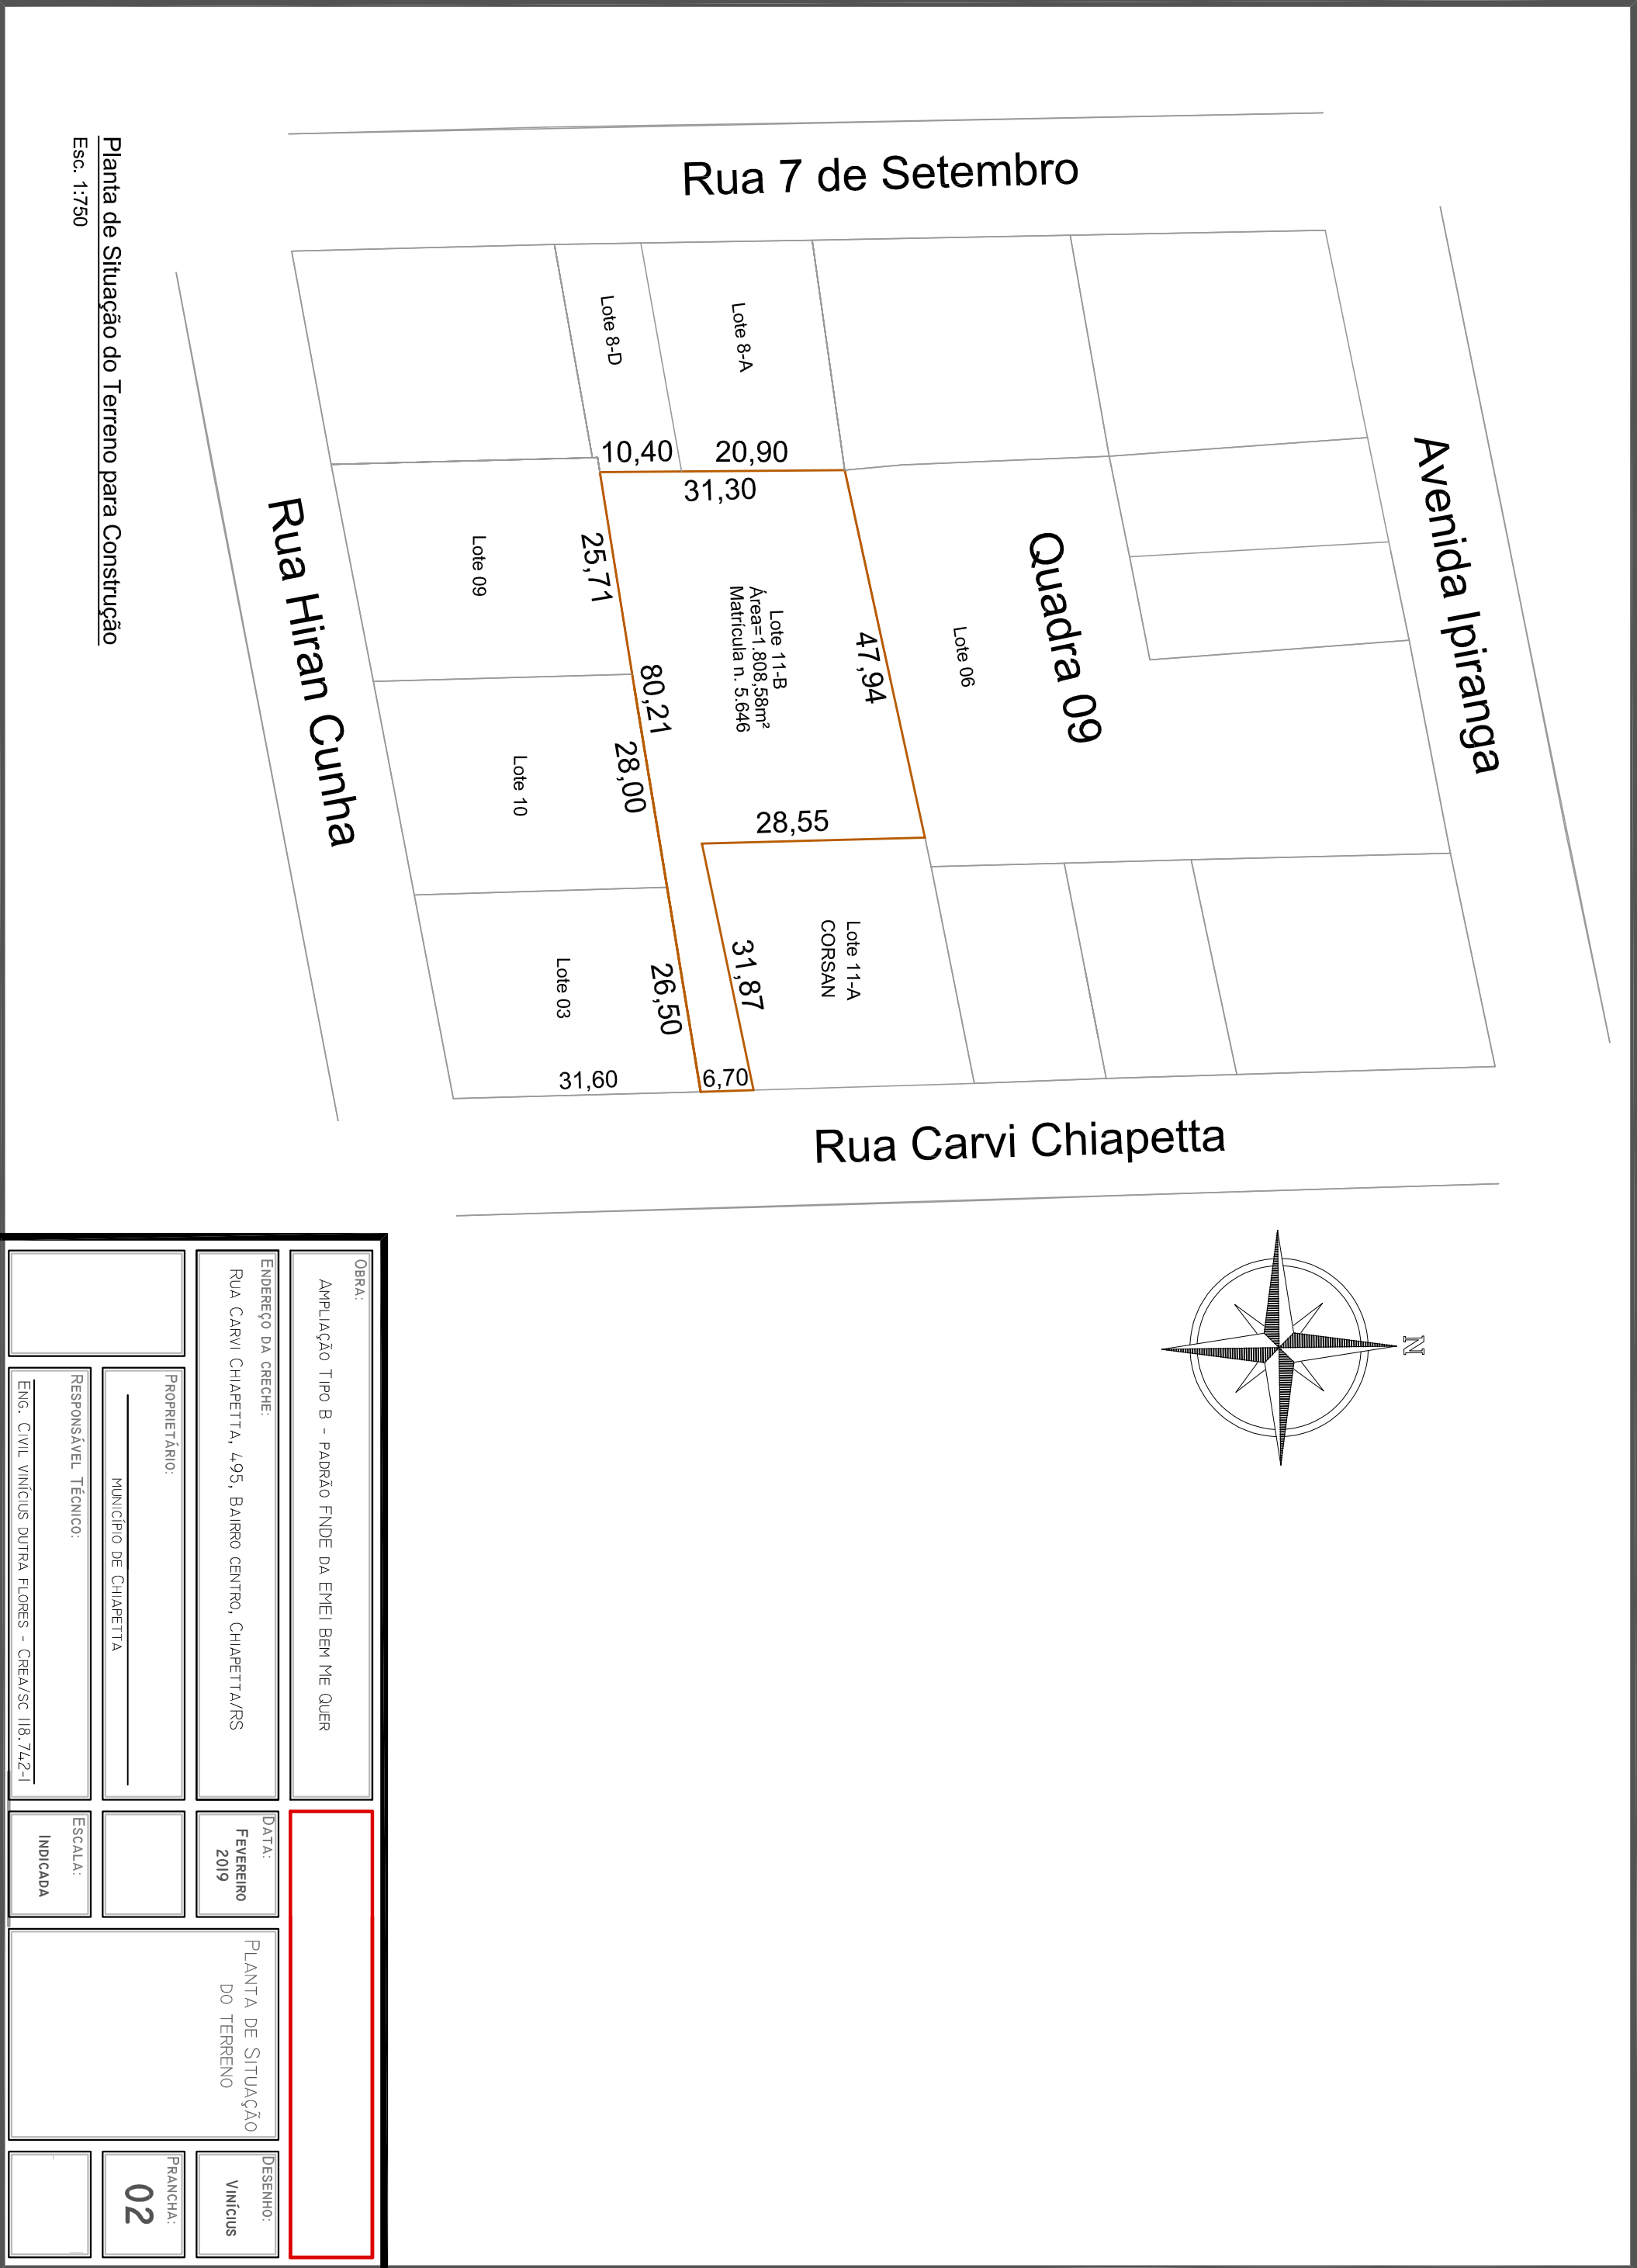 Rua 7 de Setembro
Avenida Ipiranga
Quadra 09
Lote 06
Lote 8-A
Lote 8-D
10,40
20,90
31,30
47,94
Lote 11-B
Área=1.808,58m²
Matrícula n. 5.646
25,71
80,21
28,00
28,55
Lote 09
Lote 10
Lote 03
26,50
31,87
Lote 11-A
CORSAN
31,60
6,70
Rua Hiran Cunha
Rua Carvi Chiapetta
Planta de Situação do Terreno para Construção
Esc. 1:750
N
OBRA:
AMPLIAÇÃO TIPO B - PADRÃO FNDE DA EMEI BEM ME QUER
ENDEREÇO DA CRECHE:
RUA CARVI CHIAPETTA, 495, BAIRRO CENTRO, CHIAPETTA/RS
PROPRIETÁRIO:
MUNICÍPIO DE CHIAPETTA
RESPONSÁVEL TÉCNICO:
ENG. CIVIL VINÍCIUS DUTRA FLORES - CREA/SC 118.742-1
DATA:
FEVEREIRO
2019
ESCALA:
INDICADA
PLANTA DE SITUAÇÃO
DO TERRENO
DESENHO:
VINÍCIUS
PRANCHA:
02